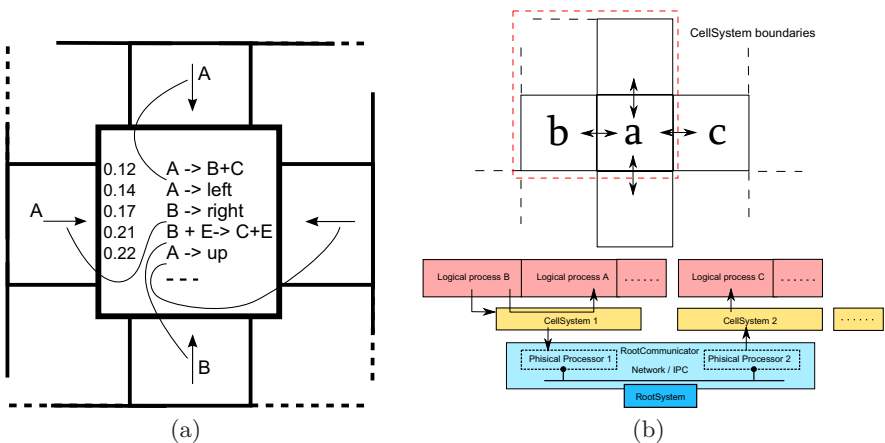 A
0.12 A -> B+C
0.14 A -> left
A
0.17 B -> right
0.21 B + E-> C+E
0.22 A -> up
B
(a)
CellSystem boundaries
b a c
Logical process B Logical process A ...... Logical process C ......
CellSystem 1 CellSystem 2 ......
RootCommunicator
Phisical Processor 1 Phisical Processor 2
Network / IPC
RootSystem
(b)